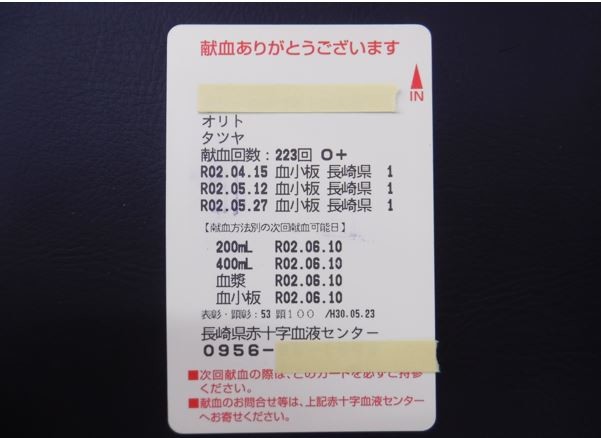 献血ありがとうございます
IN
オリト
タツヤ
献血回数：223回 O+
R02.04.15 血小板 長崎県 1
R02.05.12 血小板 長崎県 1
R02.05.27 血小板 長崎県 1
【献血方法別の次回献血可能日】
200mL R02.06.10
400mL R02.06.10
血漿 R02.06.10
血小板 R02.06.10
表彰・顕彰：53 顕100 /H30.05.23
長崎県赤十字血液センター
0956-
■次回献血の際は、このカードを必ずご持参
ください。
■献血のお問合せ等は、上記赤十字血液センター
へお寄せください。